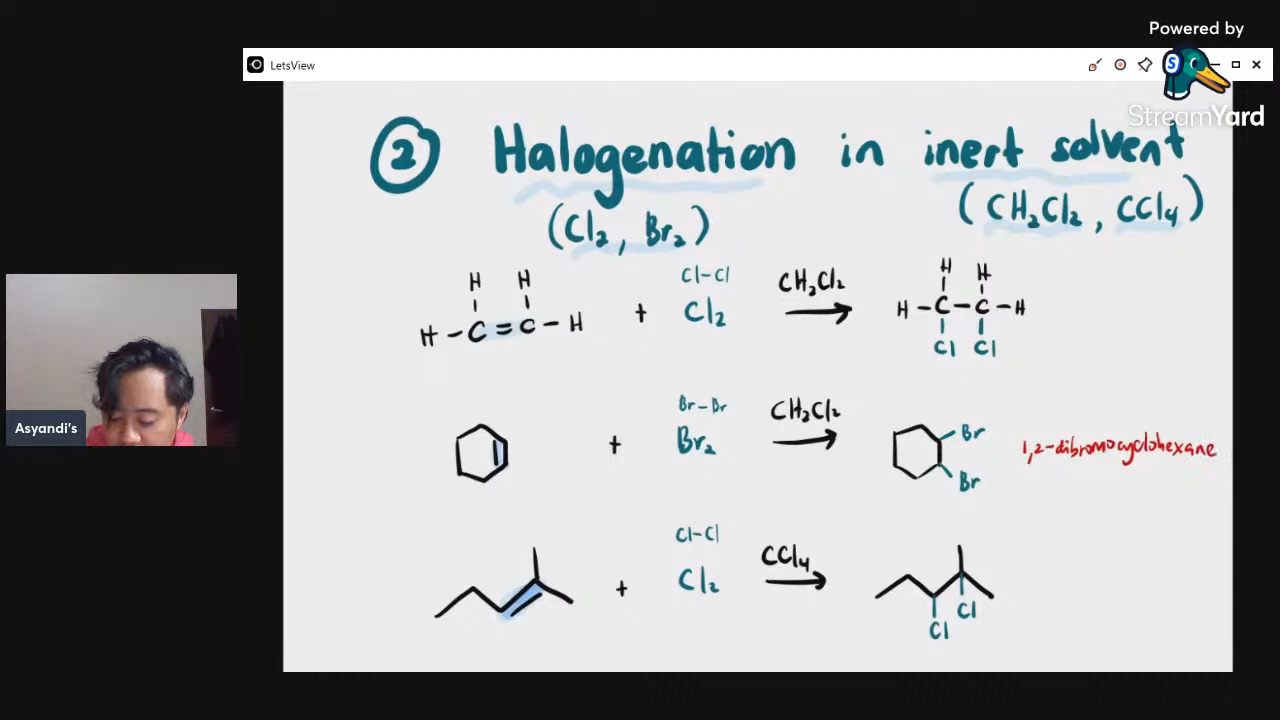 Powered by
LetsView
StreamYard
2 Halogenation in inert solvent
(Cl2, Br2) (CH2Cl2, CCl4)
H H Cl-Cl CH2Cl2 H H
H - C = C - H + Cl2 → H - C - C - H
Cl Cl
Br-Br CH2Cl2
+ Br2 → Br 1,2-dibromocyclohexane
Br
Cl-Cl CCl4
+ Cl2 → Cl
Cl
Asyandi's